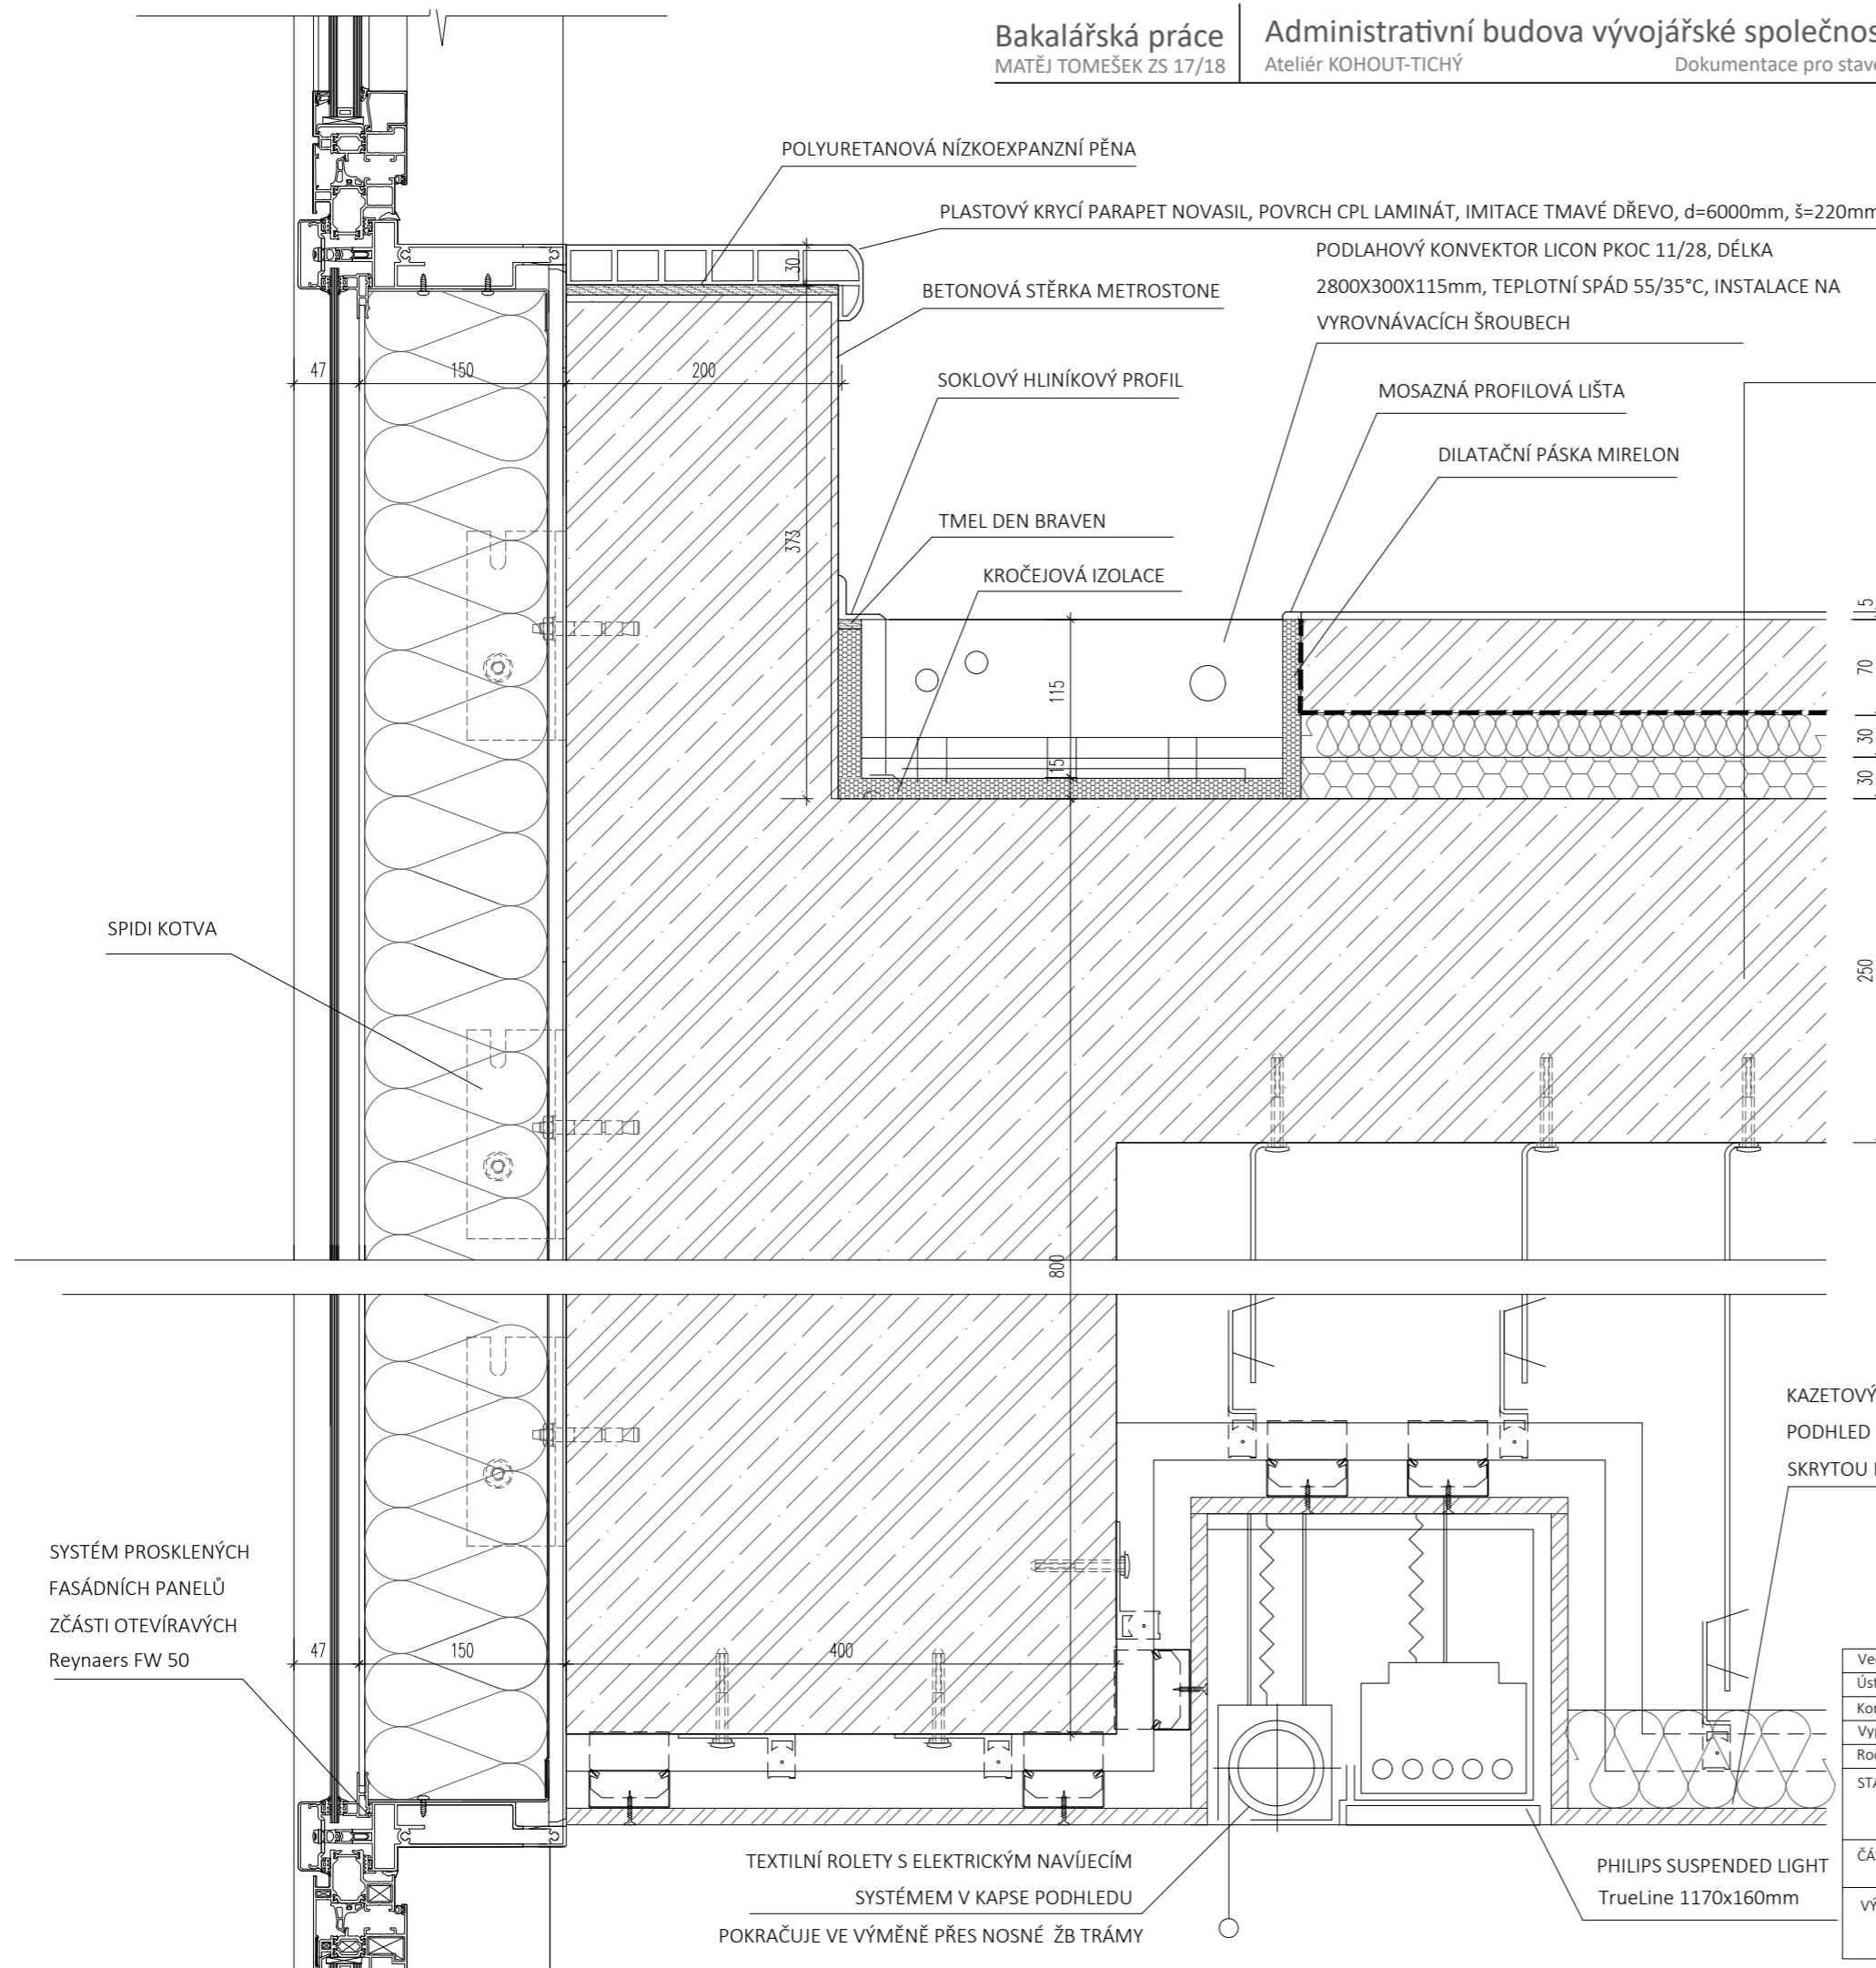 Bakalářská práce
MATĚJ TOMEŠEK ZS 17/18
Administrativní budova vývojářské
Ateliér KOHOUT-TICHÝ
Dokumentace pro
POLYURETANOVÁ NÍZKOEXPANZNÍ PĚNA
PLASTOVÝ KRYCÍ PARAPET NOVASIL, POVRCH CPL LAMINÁT, IMITACE TMAVÉ DŘEVO, d=6000mm, š=220mm
PODLAHOVÝ KONVEKTOR LICON PKOC 11/28, DÉLKA
2800X300X115mm, TEPLOTNÍ SPÁD 55/35°C, INSTALACE NA
VYROVNÁVACÍCH ŠROUBECH
30
BETONOVÁ STĚRKA METROSTONE
47
150
200
SOKLOVÝ HLINÍKOVÝ PROFIL
MOSAZNÁ PROFILOVÁ LIŠTA
DILATAČNÍ PÁSKA MIRELON
TMEL DEN BRAVEN
373
KROČEJOVÁ IZOLACE
5
70
115
30
15
30
SPIDI KOTVA
250
800
KAZETOVÝ
PODHLED
SKRYTOU
SYSTÉM PROSKLENÝCH
FASÁDNÍCH PANELŮ
ZČÁSTI OTEVÍRAVÝCH
Reynaers FW 50
47
150
400
TEXTILNÍ ROLETY S ELEKTRICKÝM NAVÍJECÍM
SYSTÉMEM V KAPSE PODHLEDU
POKRAČUJE VE VÝMĚNĚ PŘES NOSNÉ ŽB TRÁMY
PHILIPS SUSPENDED LIGHT
TrueLine 1170x160mm